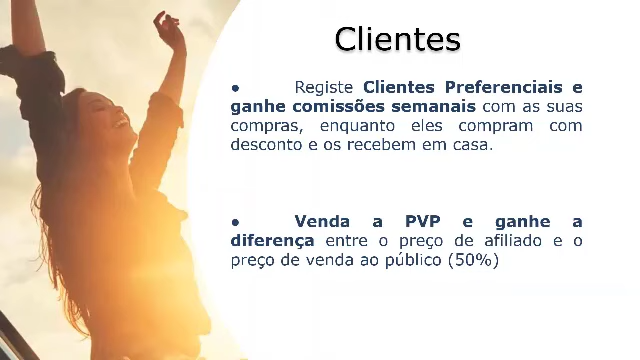 Clientes
● Registe Clientes Preferenciais e
ganhe comissões semanais com as suas
compras, enquanto eles compram com
desconto e os recebem em casa.
● Venda a PVP e ganhe a
diferença entre o preço de afiliado e o
preço de venda ao público (50%)